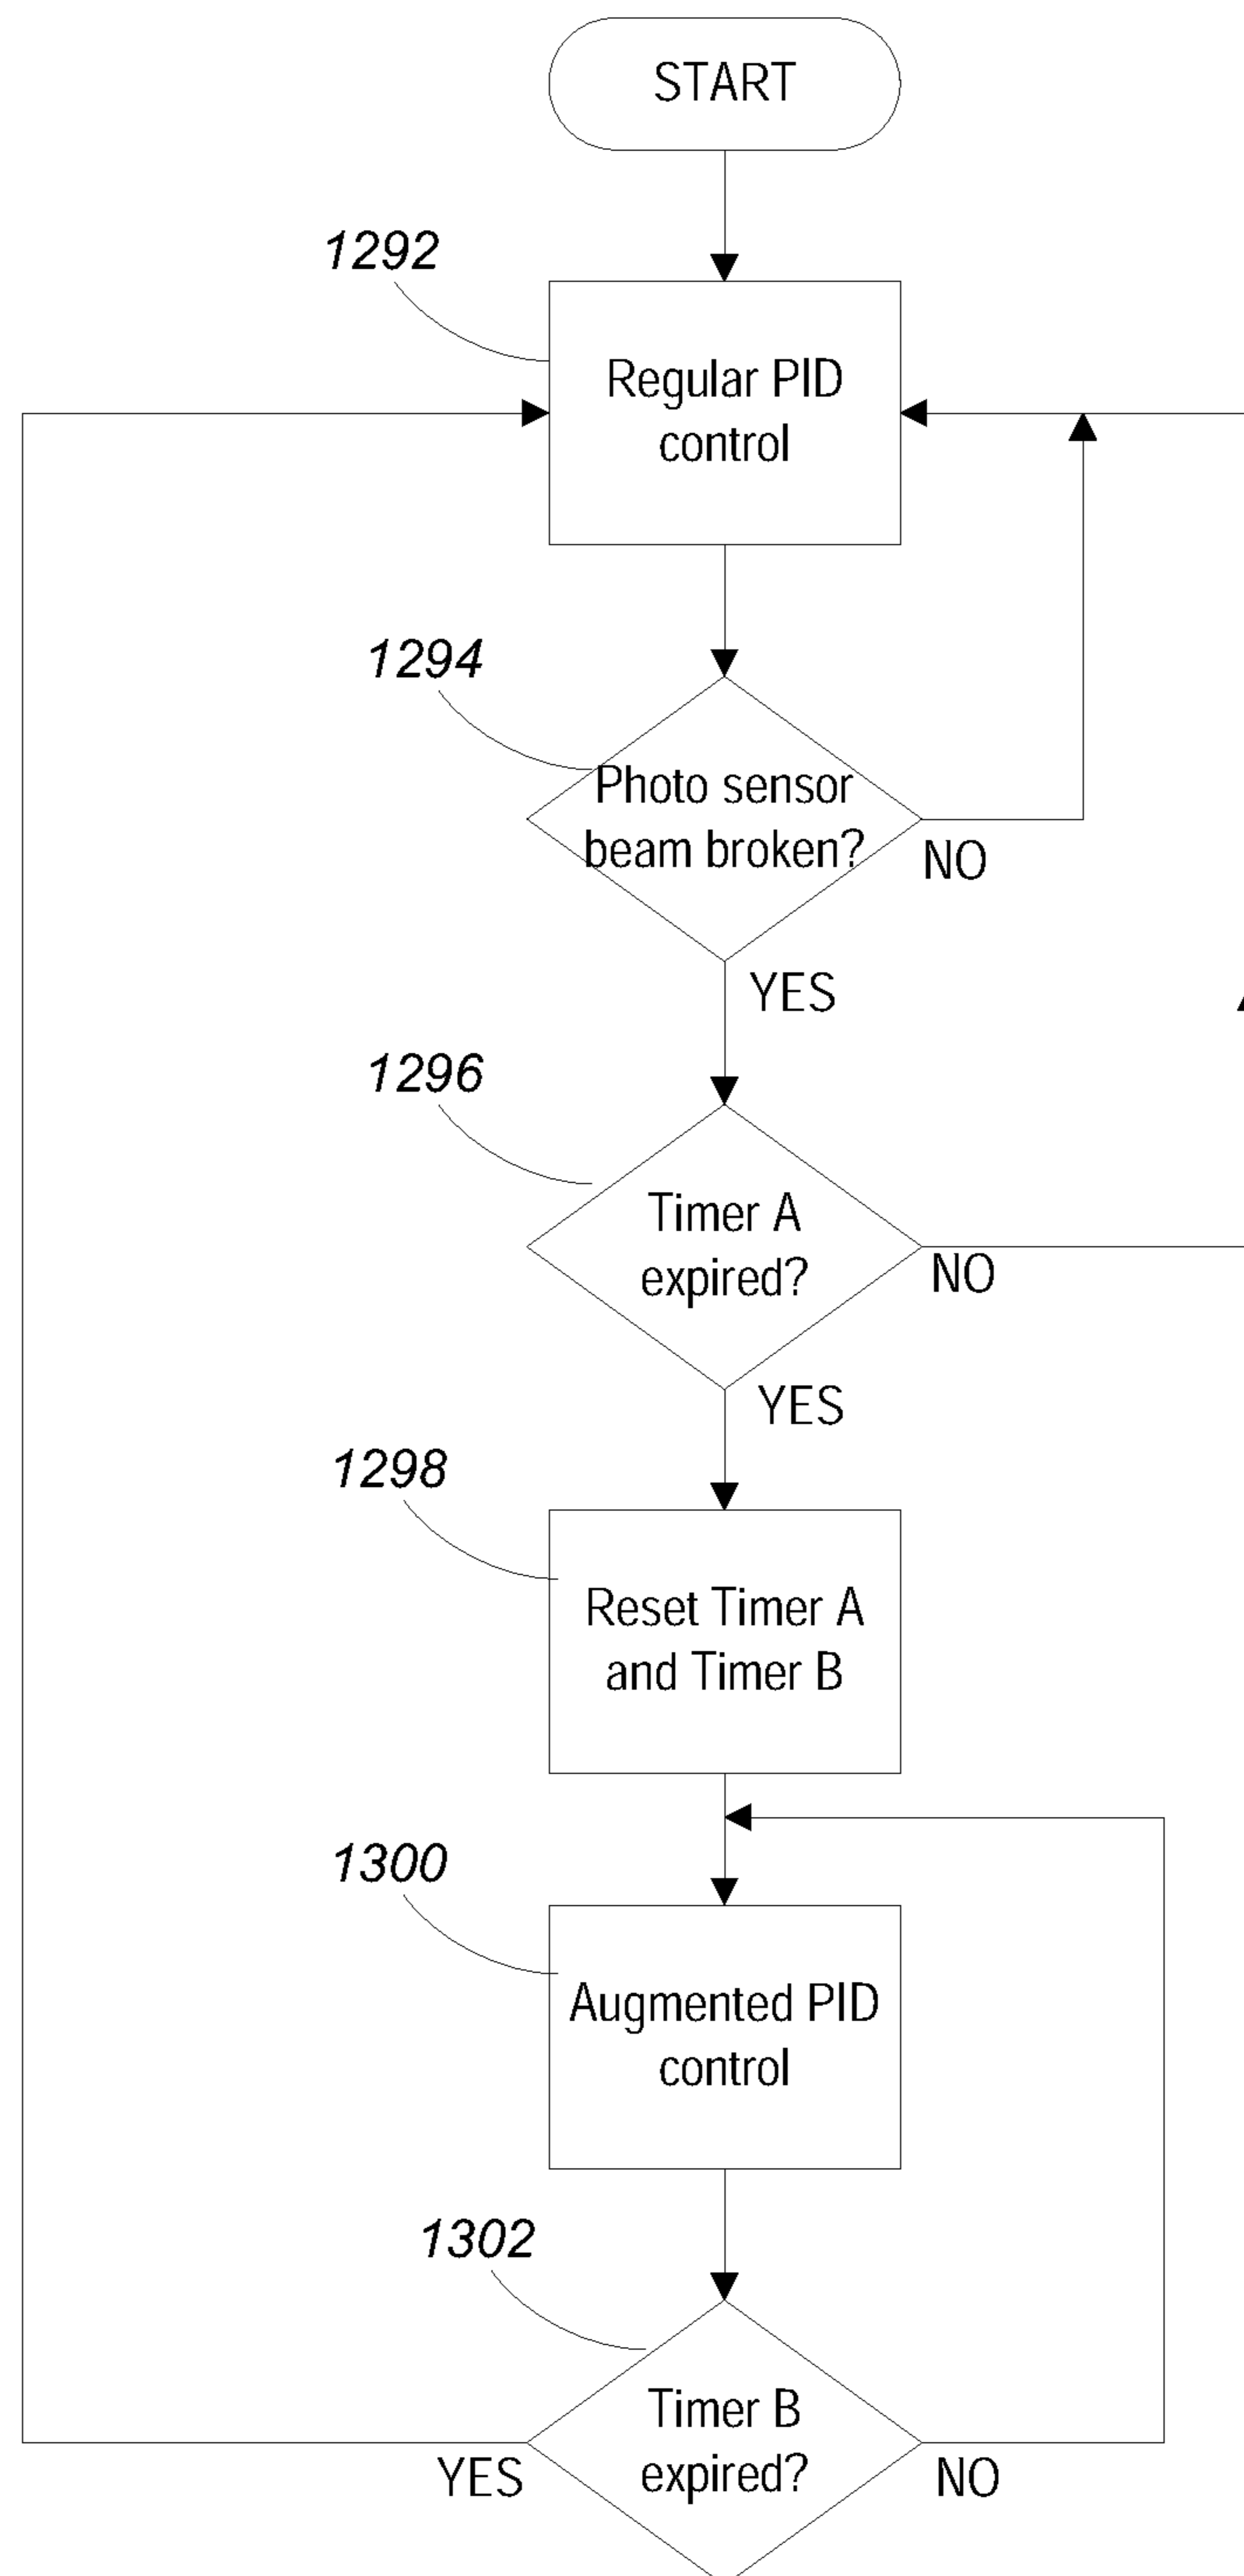 START
1292
Regular PID
control
1294
Photo sensor
beam broken?
NO
YES
1296
Timer A
expired?
NO
YES
1298
Reset Timer A
and Timer B
1300
Augmented PID
control
1302
Timer B
expired?
YES
NO